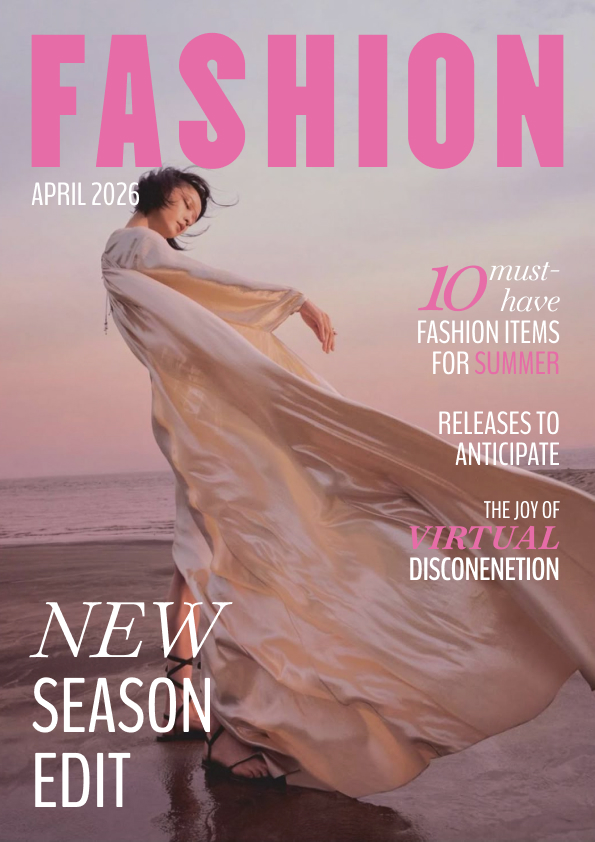 FASHION
APRIL 2026
10 must-
have
FASHION ITEMS
FOR SUMMER
RELEASES TO
ANTICIPATE
THE JOY OF
VIRTUAL
DISCONENETION
NEW
SEASON
EDIT